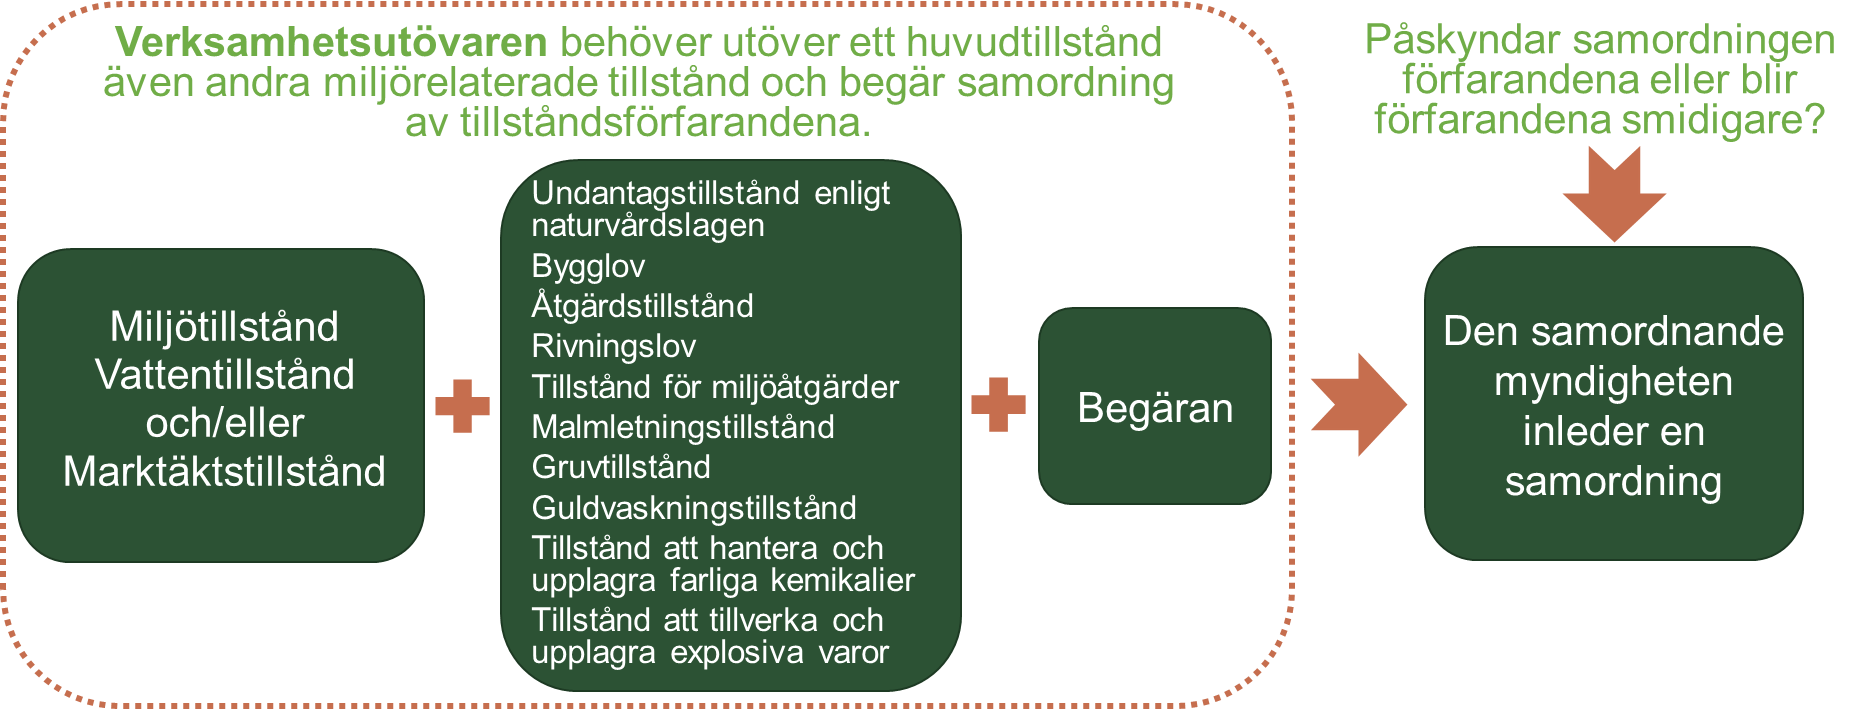 Verksamhetsutövaren behöver utöver ett huvudtillstånd
även andra miljörelaterade tillstånd och begär samordning
av tillståndsförfarandena.
Miljötillstånd
Vattentillstånd
och/eller
Marktäktstillstånd
Undantagstillstånd enligt
naturvårdslagen
Bygglov
Åtgärdstillstånd
Rivningslov
Tillstånd för miljöåtgärder
Malmletningstillstånd
Gruvtillstånd
Guldvaskningstillstånd
Tillstånd att hantera och
upplagra farliga kemikalier
Tillstånd att tillverka och
upplagra explosiva varor
Begäran
Påskyndar samordningen
förfarandena eller blir
förfarandena smidigare?
Den samordnande
myndigheten
inleder en
samordning